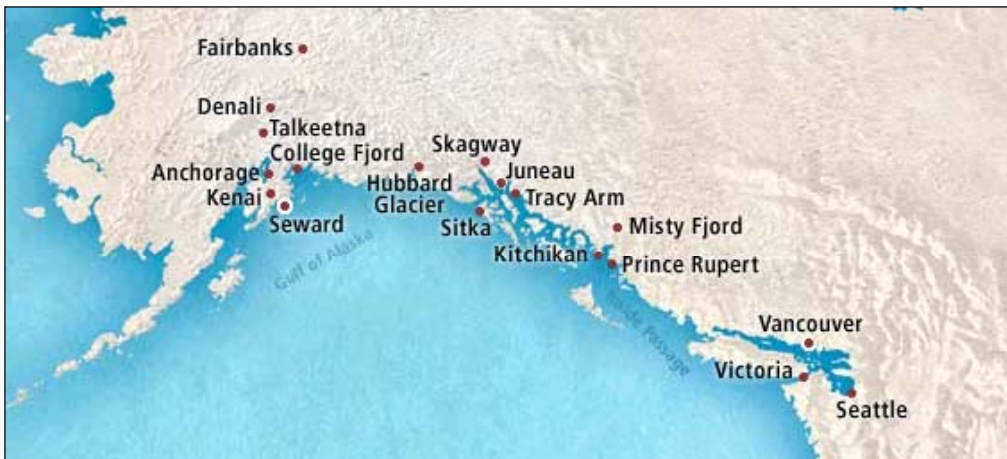 Fairbanks
Denali
Talkeetna
College Fjord
Anchorage
Kenai
Seward
Hubbard
Glacier
Skagway
Juneau
Tracy Arm
Sitka
Misty Fjord
Kitchikan
Prince Rupert
Gulf of Alaska
Inside Passage
Vancouver
Victoria
Seattle